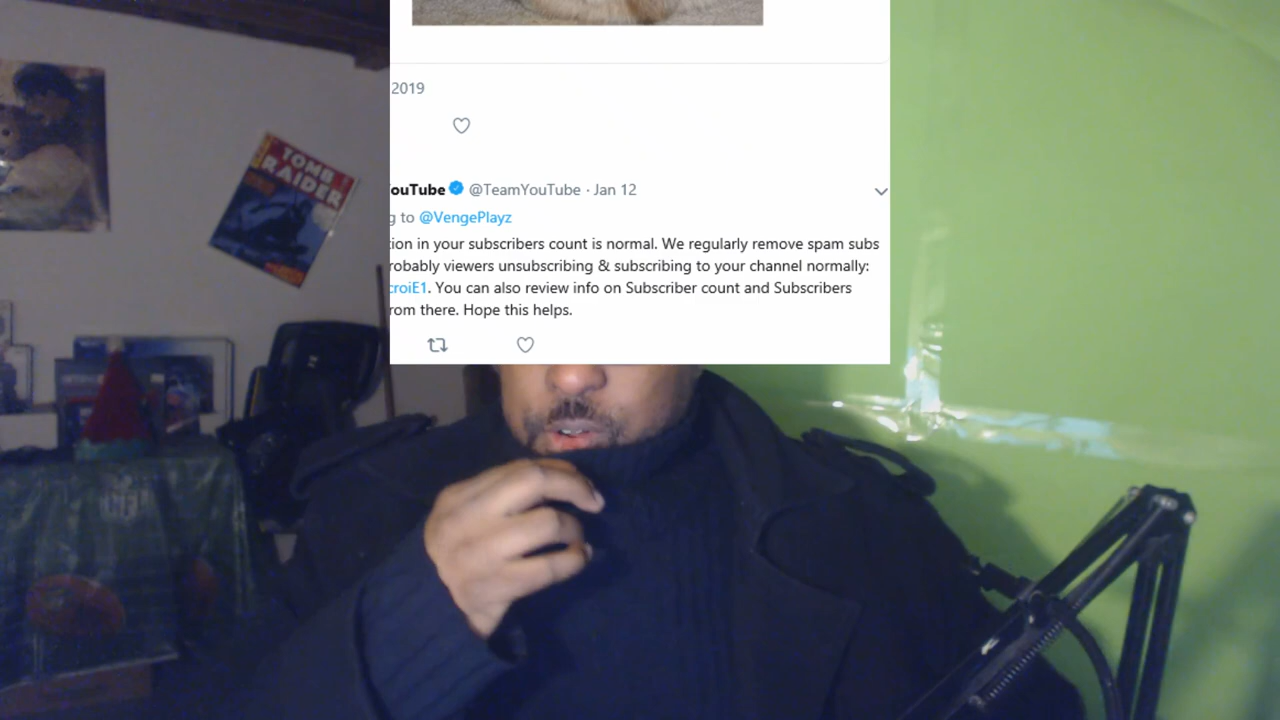 2019
ouTube @TeamYouTube · Jan 12
g to @VengePlayz
ion in your subscribers count is normal. We regularly remove spam subs
robably viewers unsubscribing & subscribing to your channel normally:
croiE1. You can also review info on Subscriber count and Subscribers
rom there. Hope this helps.
TOMB
RAIDER
NFL